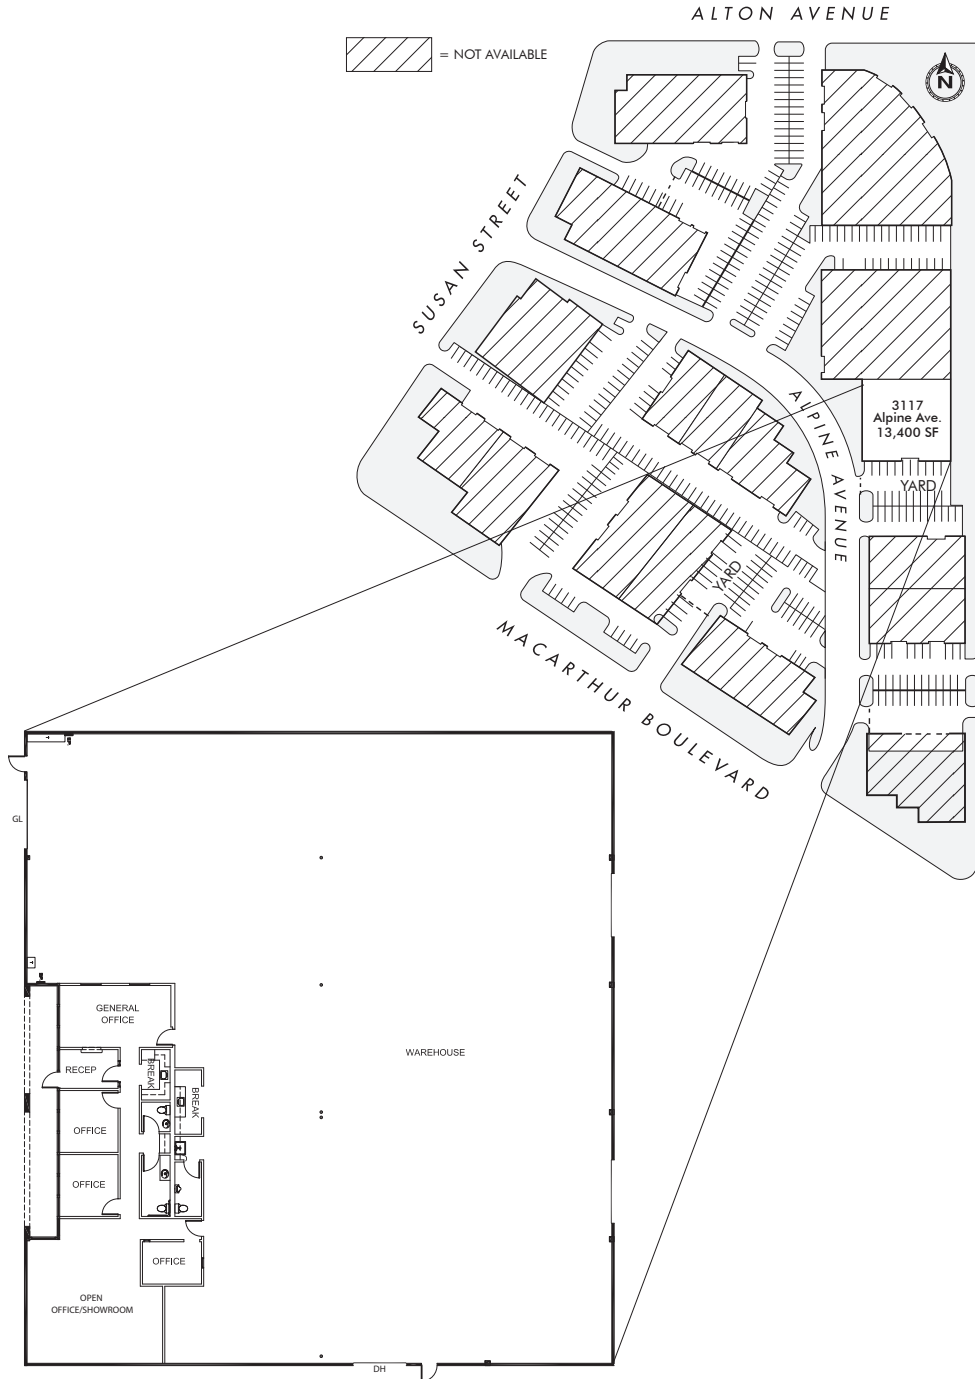 ALTON AVENUE
= NOT AVAILABLE
N
SUSAN STREET
ALPINE AVENUE
3117
Alpine Ave.
13,400 SF
YARD
YARD
MACARTHUR BOULEVARD
GL
GENERAL
OFFICE
WAREHOUSE
RECEP
BREAK
BREAK
OFFICE
OFFICE
OFFICE
OPEN
OFFICE/SHOWROOM
DH